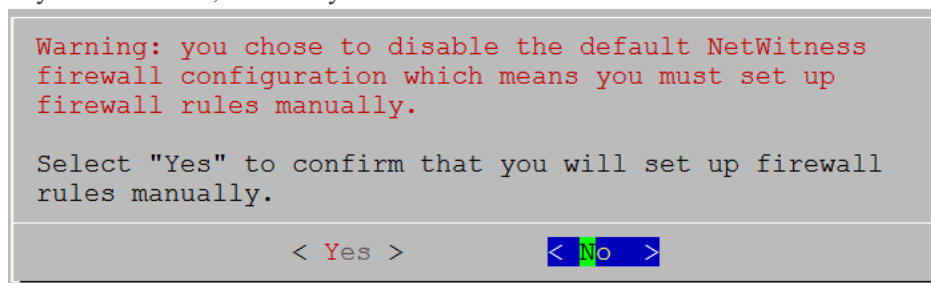 Warning: you chose to disable the default NetWitness
firewall configuration which means you must set up
firewall rules manually.
Select "Yes" to confirm that you will set up firewall
rules manually.
< Yes > < No >